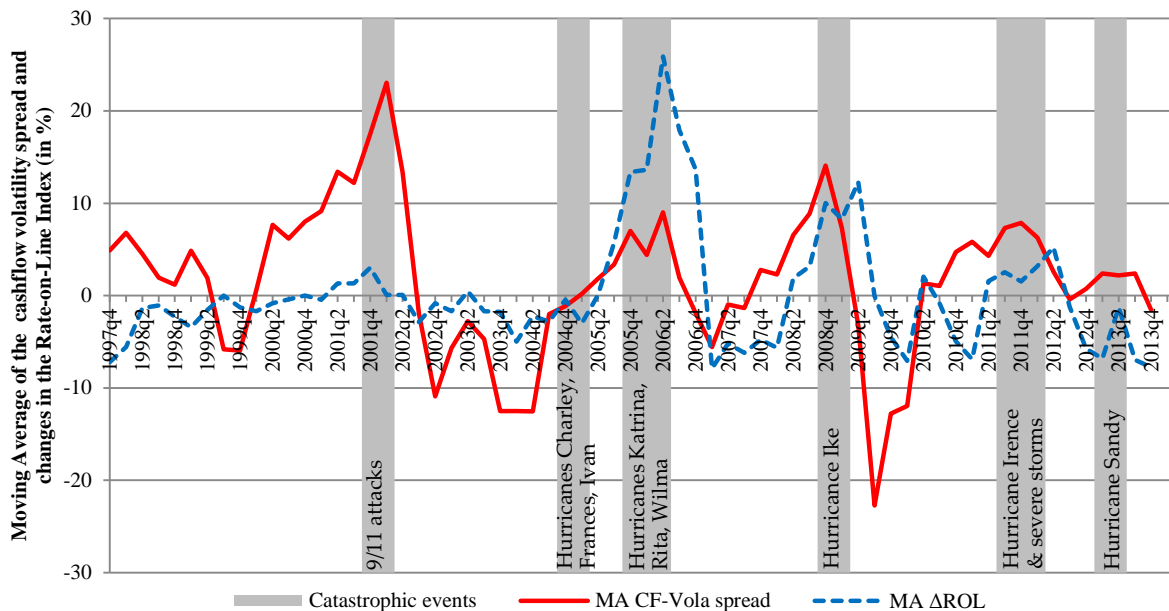 Moving Average of the cashflow volatility spread and
changes in the Rate-on-Line Index (in %)
30
20
10
0
-10
-20
-30
1997q4
1998q2
1998q4
1999q2
1999q4
2000q2
2000q4
2001q2
2001q4
2002q2
2002q4
2003q2
2003q4
2004q2
2004q4
2005q2
2005q4
2006q2
2006q4
2007q2
2007q4
2008q2
2008q4
2009q2
2009q4
2010q2
2010q4
2011q2
2011q4
2012q2
2012q4
2013q2
2013q4
9/11 attacks
Hurricanes Charley,
Frances, Ivan
Hurricanes Katrina,
Rita, Wilma
Hurricance Ike
Hurricane Irence
& severe storms
Hurricane Sandy
Catastrophic events
MA CF-Vola spread
MA ΔROL